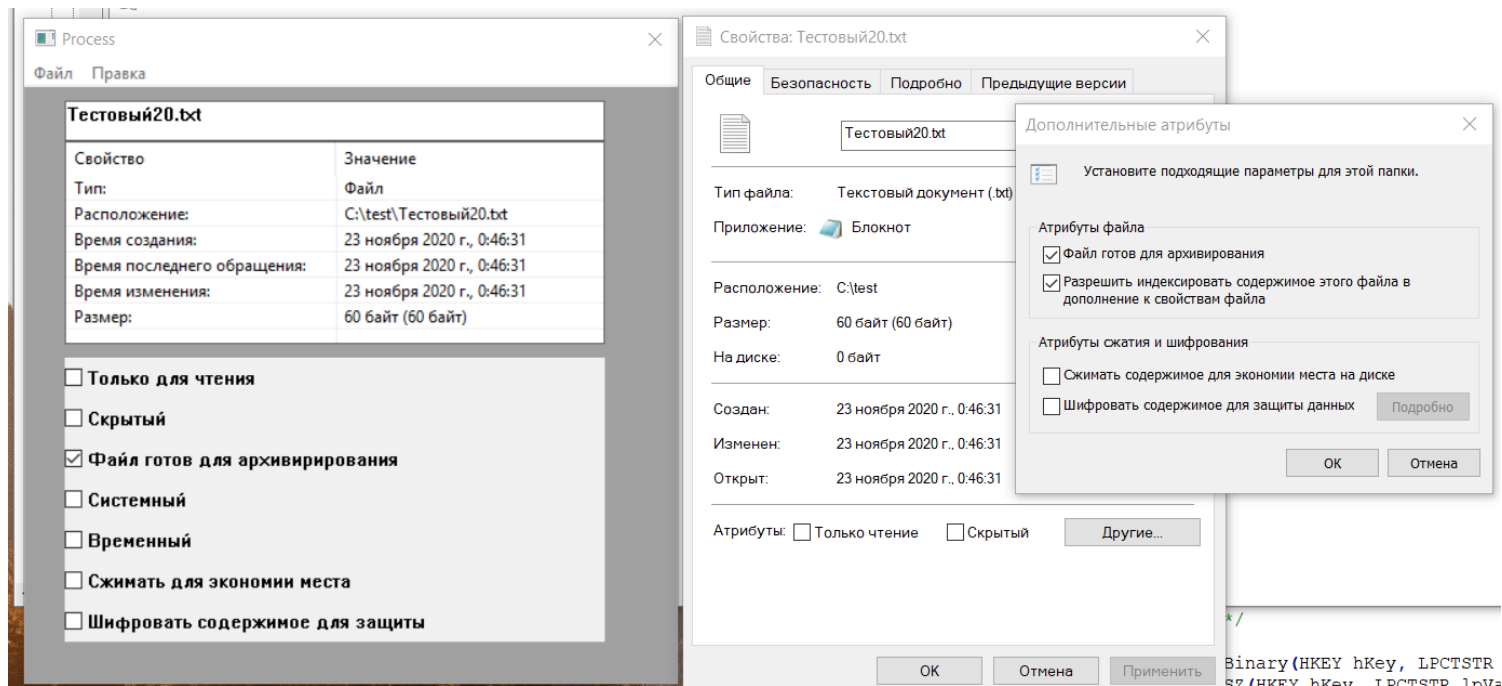 Process
Файл Правка
Тестовый20.txt
Свойство Значение
Тип: Файл
Расположение: C:\test\Тестовый20.txt
Время создания: 23 ноября 2020 г., 0:46:31
Время последнего обращения: 23 ноября 2020 г., 0:46:31
Время изменения: 23 ноября 2020 г., 0:46:31
Размер: 60 байт (60 байт)
Только для чтения
Скрытый
Файл готов для архивирирования
Системный
Временный
Сжимать для экономии места
Шифровать содержимое для защиты
Свойства: Тестовый20.txt
Общие Безопасность Подробно Предыдущие версии
Тестовый20.txt
Тип файла: Текстовый документ (.txt)
Приложение: Блокнот
Расположение: C:\test
Размер: 60 байт (60 байт)
На диске: 0 байт
Создан: 23 ноября 2020 г., 0:46:31
Изменен: 23 ноября 2020 г., 0:46:31
Открыт: 23 ноября 2020 г., 0:46:31
Атрибуты: Только чтение Скрытый Другие...
ОК Отмена Применить
Дополнительные атрибуты
Установите подходящие параметры для этой папки.
Атрибуты файла
Файл готов для архивирования
Разрешить индексировать содержимое этого файла в
дополнение к свойствам файла
Атрибуты сжатия и шифрования
Сжимать содержимое для экономии места на диске
Шифровать содержимое для защиты данных Подробно
ОК Отмена
*/
Binary(HKEY hKey, LPCTSTR
SZ(HKEY hKey, LPCTSTR lpVa